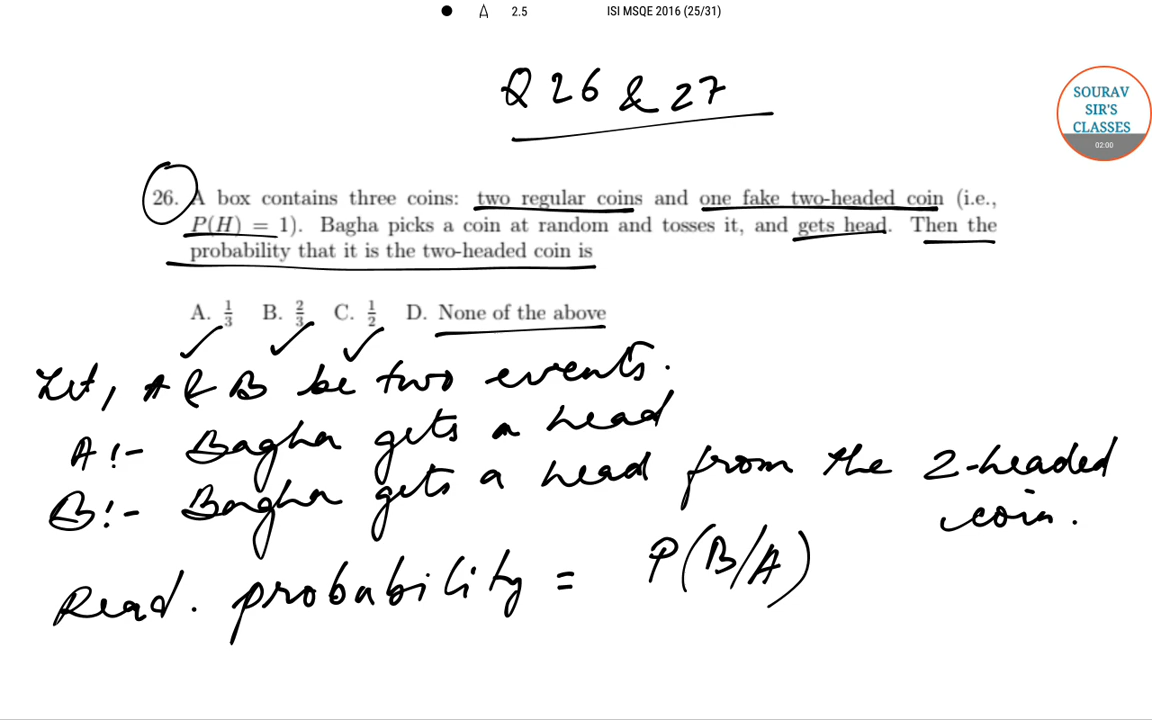 ● A 2.5 ISI MSQE 2016 (25/31)
Q 26 & 27
SOURAV
SIR'S
CLASSES
02:00
26. A box contains three coins: two regular coins and one fake two-headed coin (i.e.,
P(H) = 1). Bagha picks a coin at random and tosses it, and gets head. Then the
probability that it is the two-headed coin is
A. 1/3 B. 2/3 C. 1/2 D. None of the above
Let, A & B be two events.
A:- Bagha gets a head
B:- Bagha gets a head from the 2-headed
coin.
Reqd. probability = P(B/A)